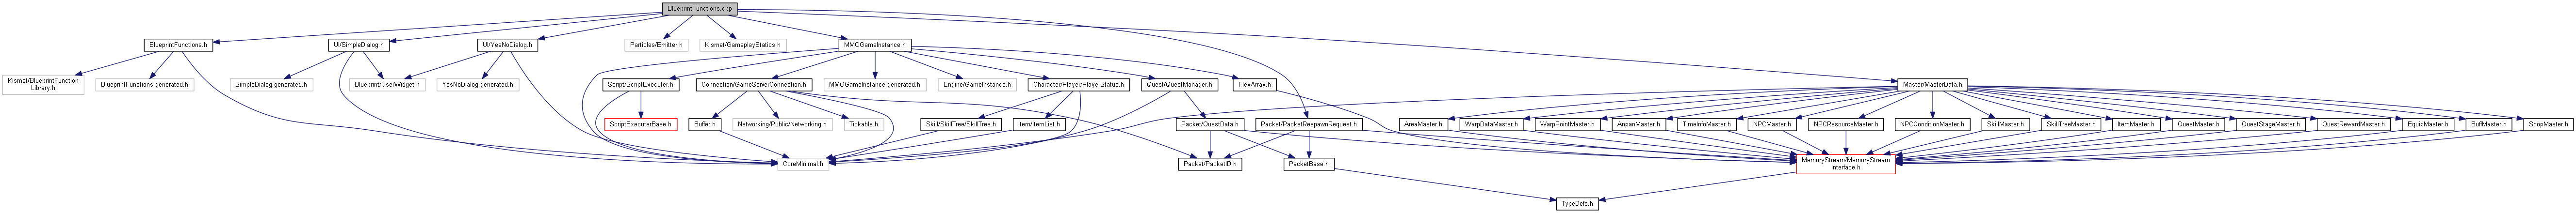 BlueprintFunctions.cpp
BlueprintFunctions.h
UI/SimpleDialog.h
UI/YesNoDialog.h
Particles/Emitter.h
Kismet/GameplayStatics.h
MMOGameInstance.h
Kismet/BlueprintFunction
Library.h
BlueprintFunctions.generated.h
SimpleDialog.generated.h
Blueprint/UserWidget.h
YesNoDialog.generated.h
Script/ScriptExecuter.h
Connection/GameServerConnection.h
MMOGameInstance.generated.h
Engine/GameInstance.h
Character/Player/PlayerStatus.h
Quest/QuestManager.h
FlexArray.h
Master/MasterData.h
ScriptExecuterBase.h
Buffer.h
Networking/Public/Networking.h
Tickable.h
Skill/SkillTree/SkillTree.h
Item/ItemList.h
Packet/QuestData.h
Packet/PacketRespawnRequest.h
AreaMaster.h
WarpDataMaster.h
WarpPointMaster.h
AnpanMaster.h
TimeInfoMaster.h
NPCMaster.h
NPCResourceMaster.h
NPCConditionMaster.h
SkillMaster.h
SkillTreeMaster.h
ItemMaster.h
QuestMaster.h
QuestStageMaster.h
QuestRewardMaster.h
EquipMaster.h
BuffMaster.h
ShopMaster.h
CoreMinimal.h
Packet/PacketID.h
PacketBase.h
MemoryStream/MemoryStream
Interface.h
TypeDefs.h